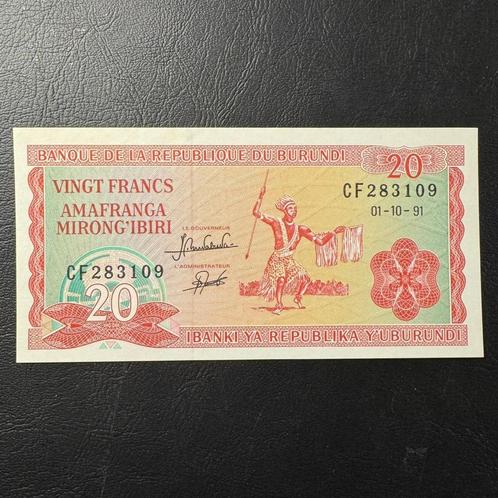 BANQUE DE LA REPUBLIQUE DU BURUNDI
20
VINGT FRANCS
AMAFRANGA
MIRONG'IBIRI
CF283109
01-10-91
LE GOUVERNEUR
L'ADMINISTRATEUR
CF283109
20
IBANKI YA REPUBLIKA Y'UBURUNDI